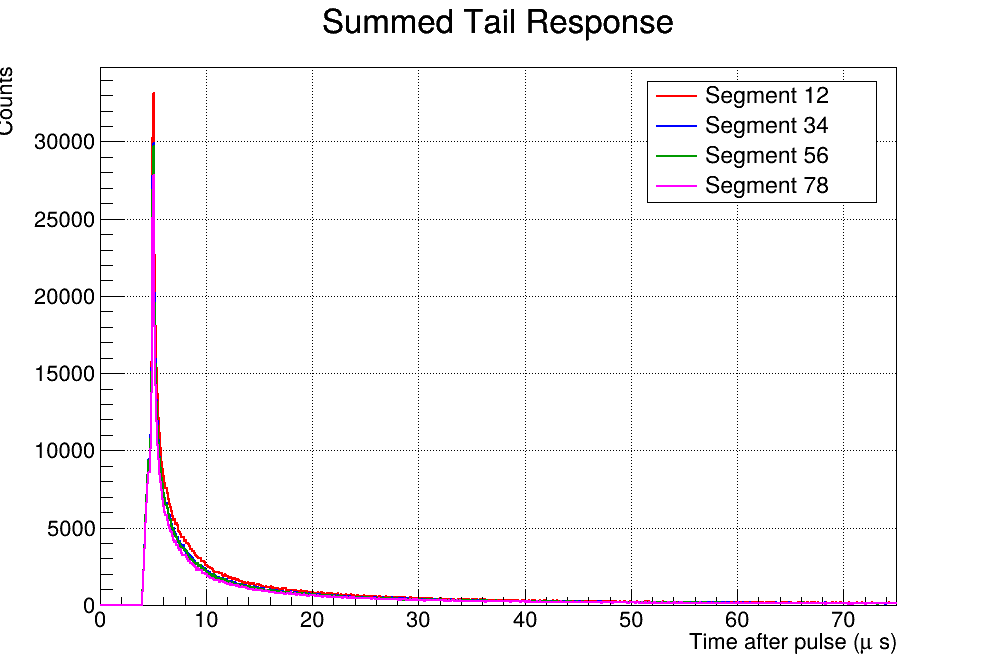 Summed Tail Response
Counts
Segment 12
Segment 34
Segment 56
Segment 78
30000
25000
20000
15000
10000
5000
0
0 10 20 30 40 50 60 70
Time after pulse (μ s)